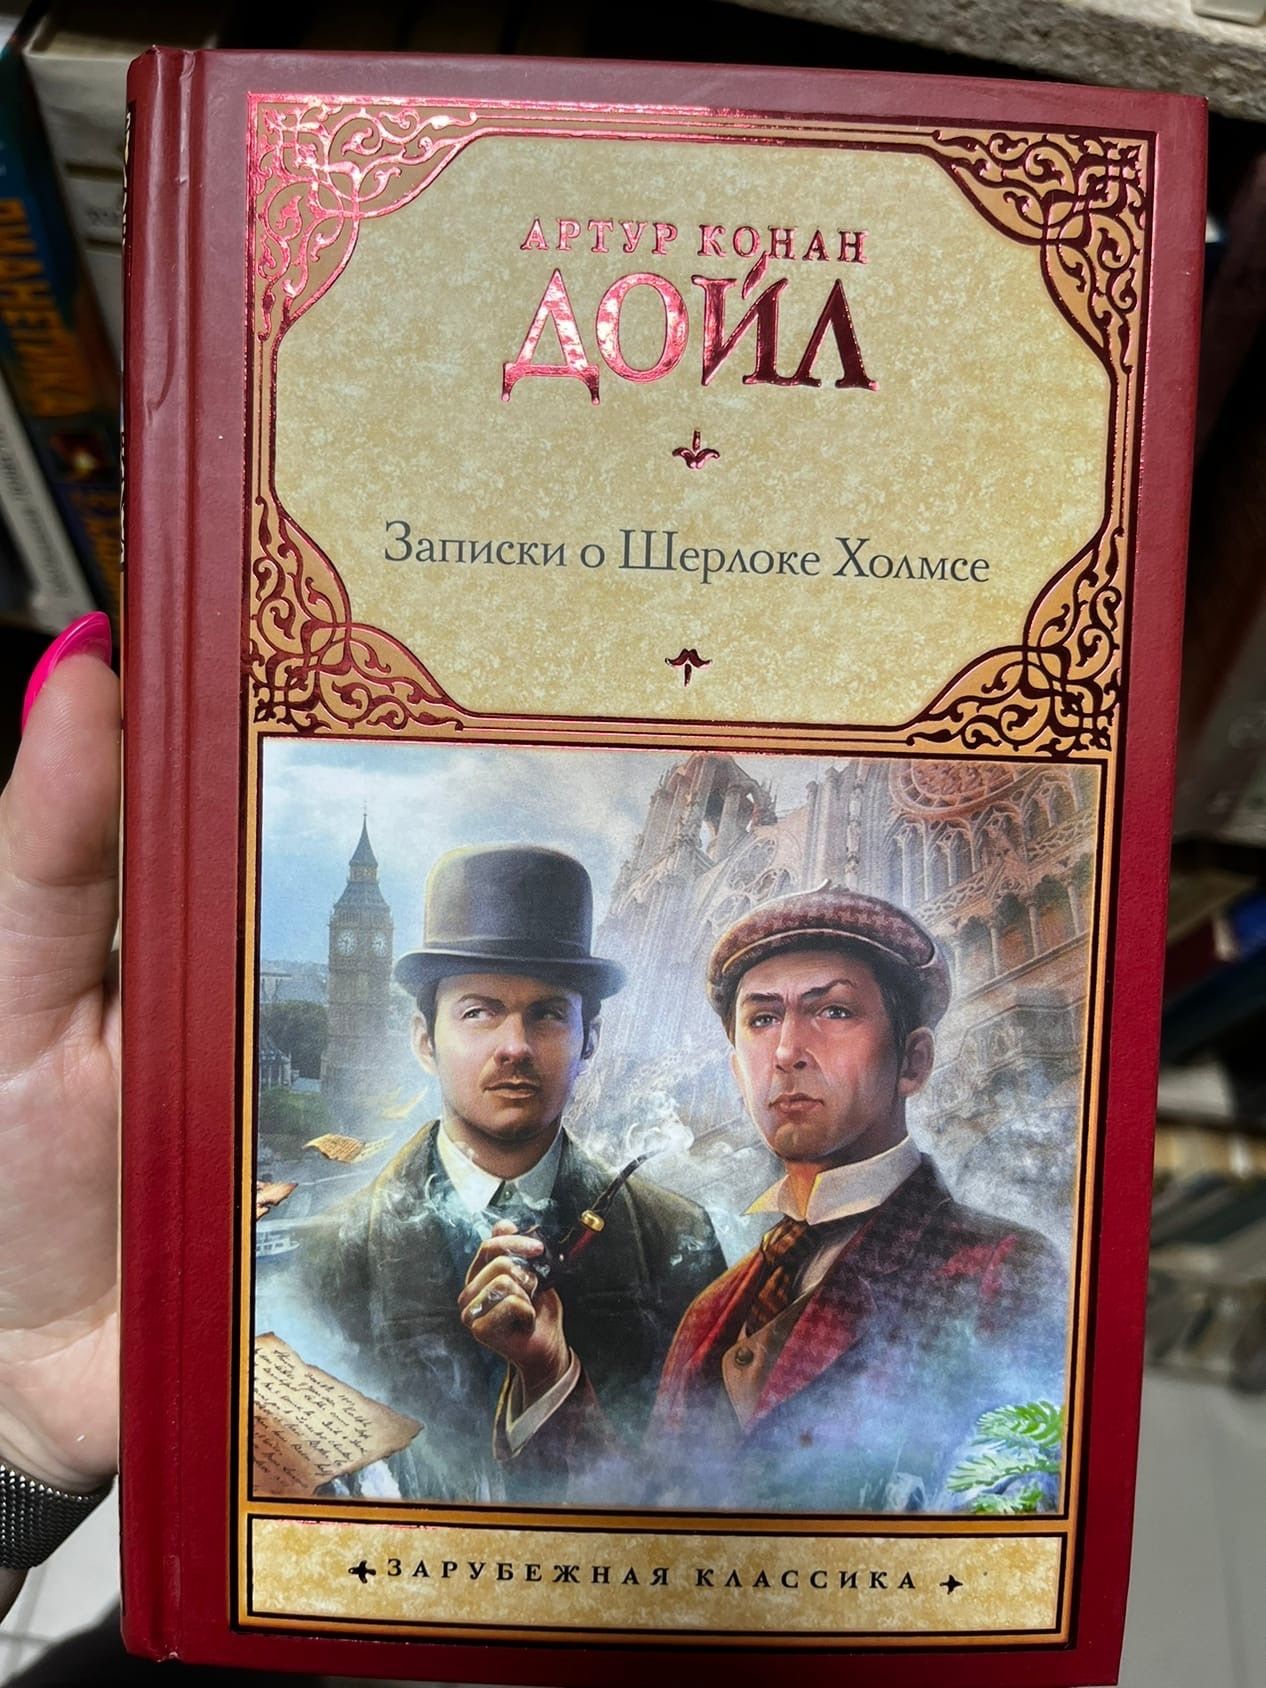 АРТУР КОНАН
ДОЙЛ
Записки о Шерлоке Холмсе
ЗАРУБЕЖНАЯ КЛАССИКА